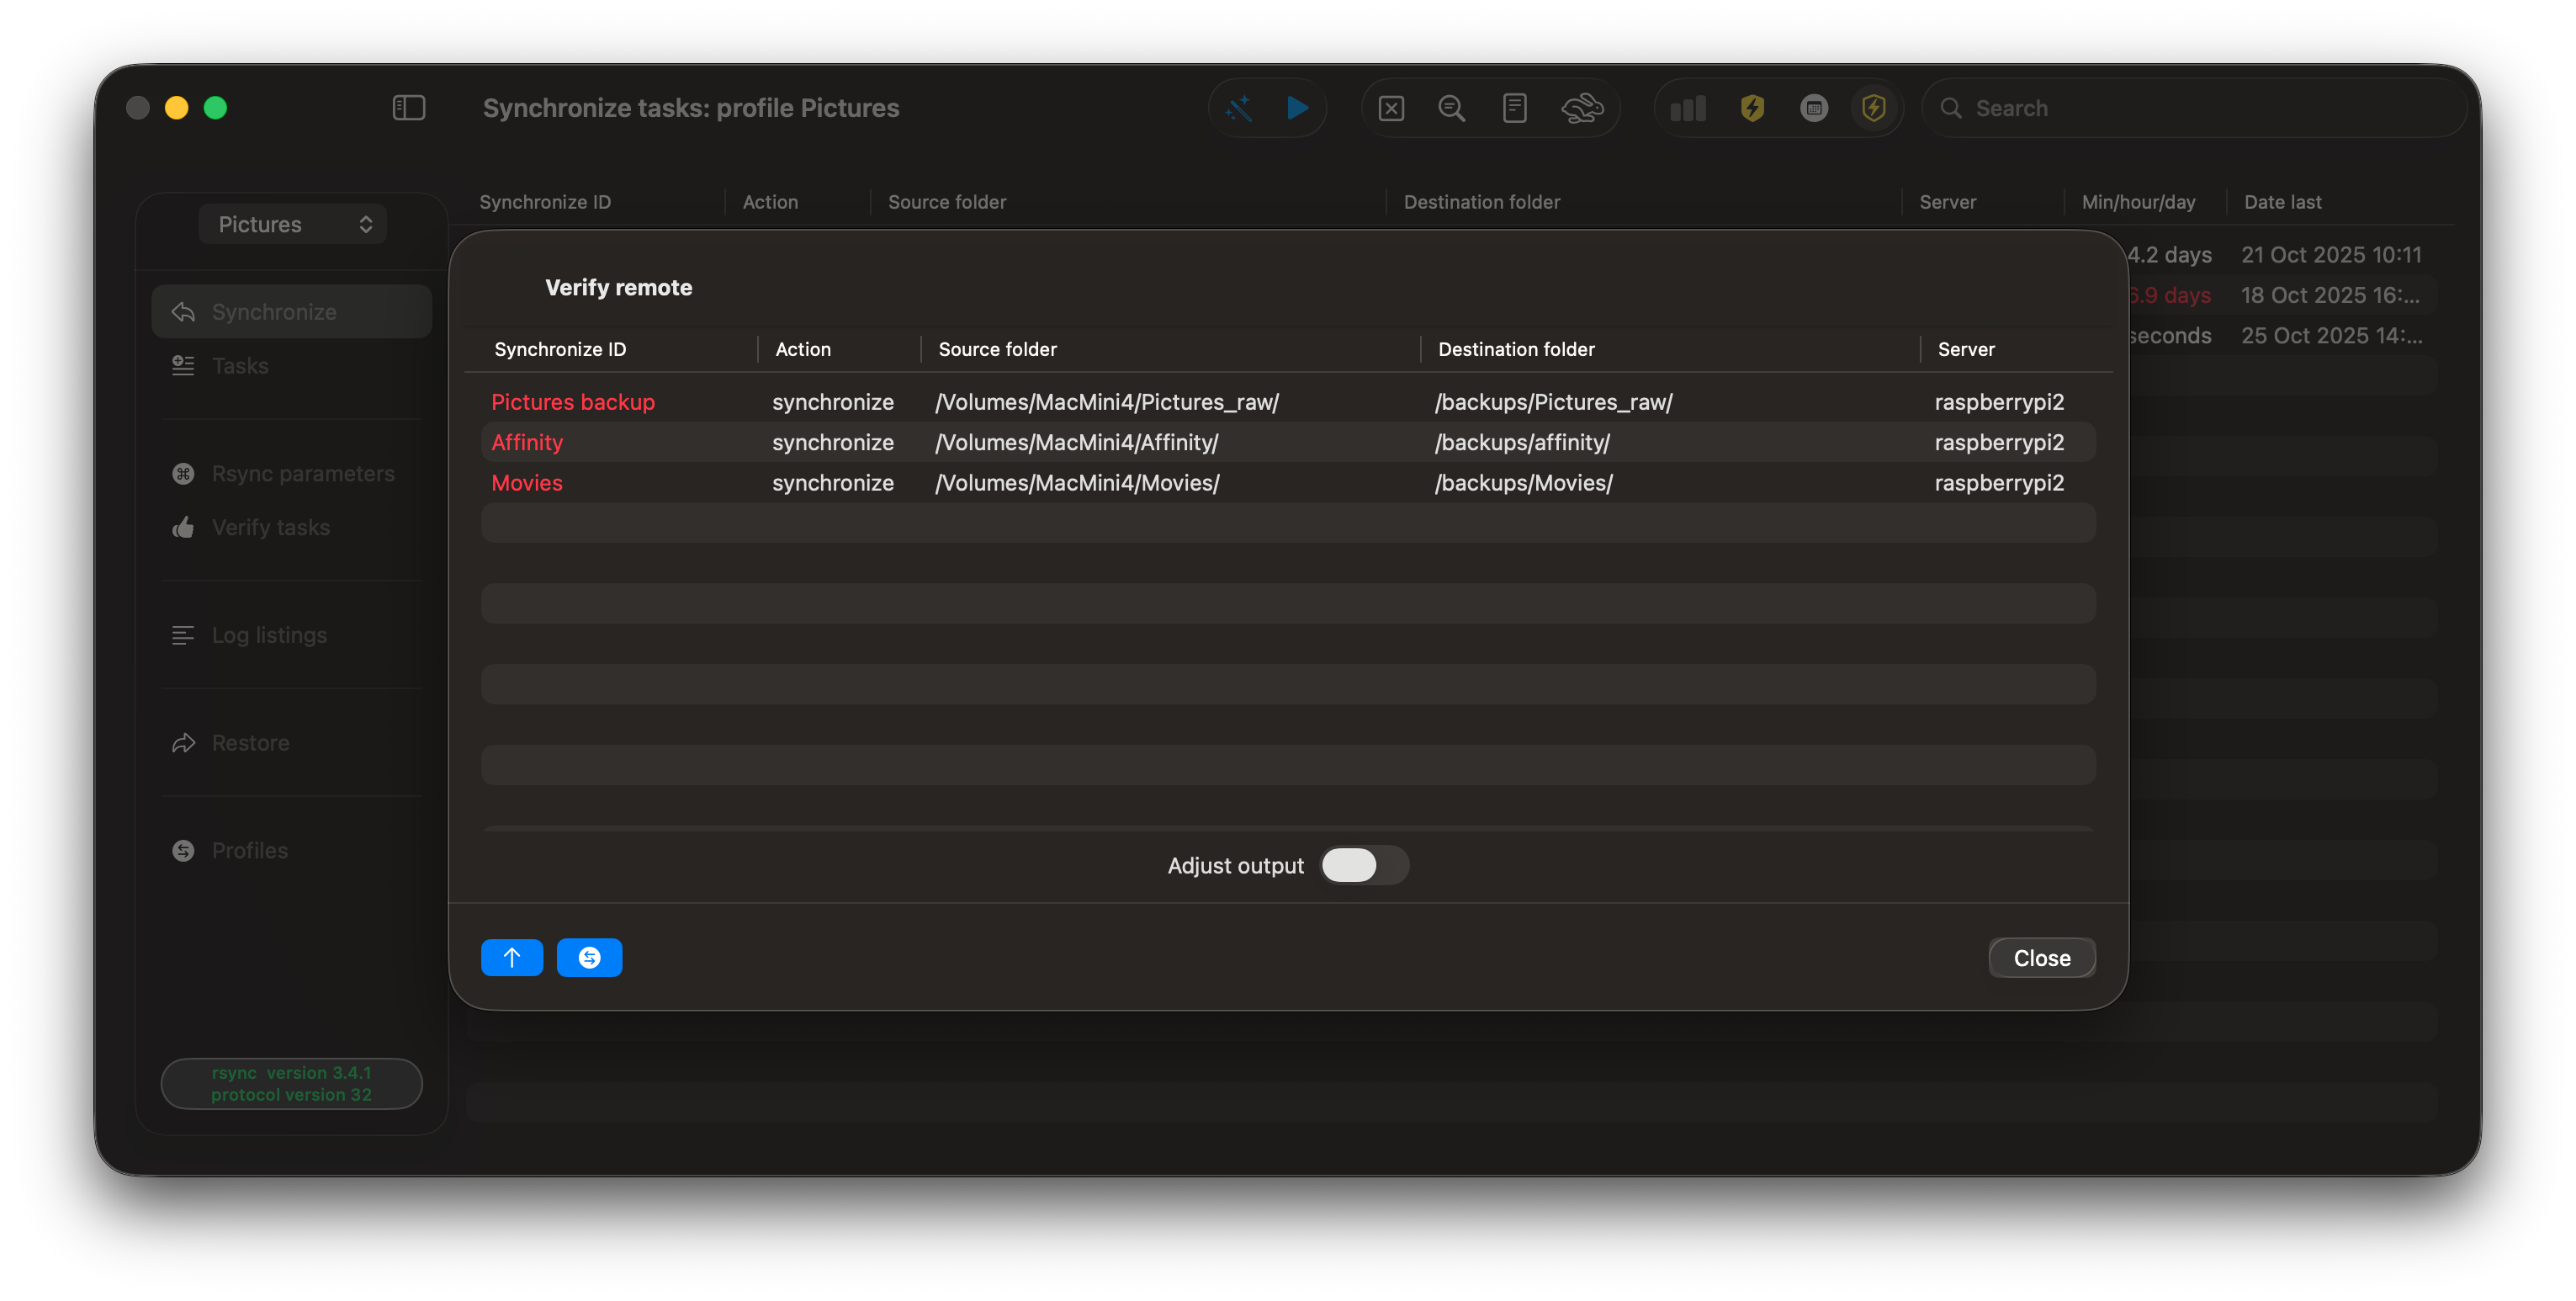 Synchronize tasks: profile Pictures
Search
Pictures
Synchronize
Tasks
Rsync parameters
Verify tasks
Log listings
Restore
Profiles
rsync version 3.4.1
protocol version 32
Synchronize ID Action Source folder Destination folder Server Min/hour/day Date last
4.2 days 21 Oct 2025 10:11
6.9 days 18 Oct 2025 16:...
seconds 25 Oct 2025 14:...
Verify remote
Synchronize ID Action Source folder Destination folder Server
Pictures backup synchronize /Volumes/MacMini4/Pictures_raw/ /backups/Pictures_raw/ raspberrypi2
Affinity synchronize /Volumes/MacMini4/Affinity/ /backups/affinity/ raspberrypi2
Movies synchronize /Volumes/MacMini4/Movies/ /backups/Movies/ raspberrypi2
Adjust output
Close